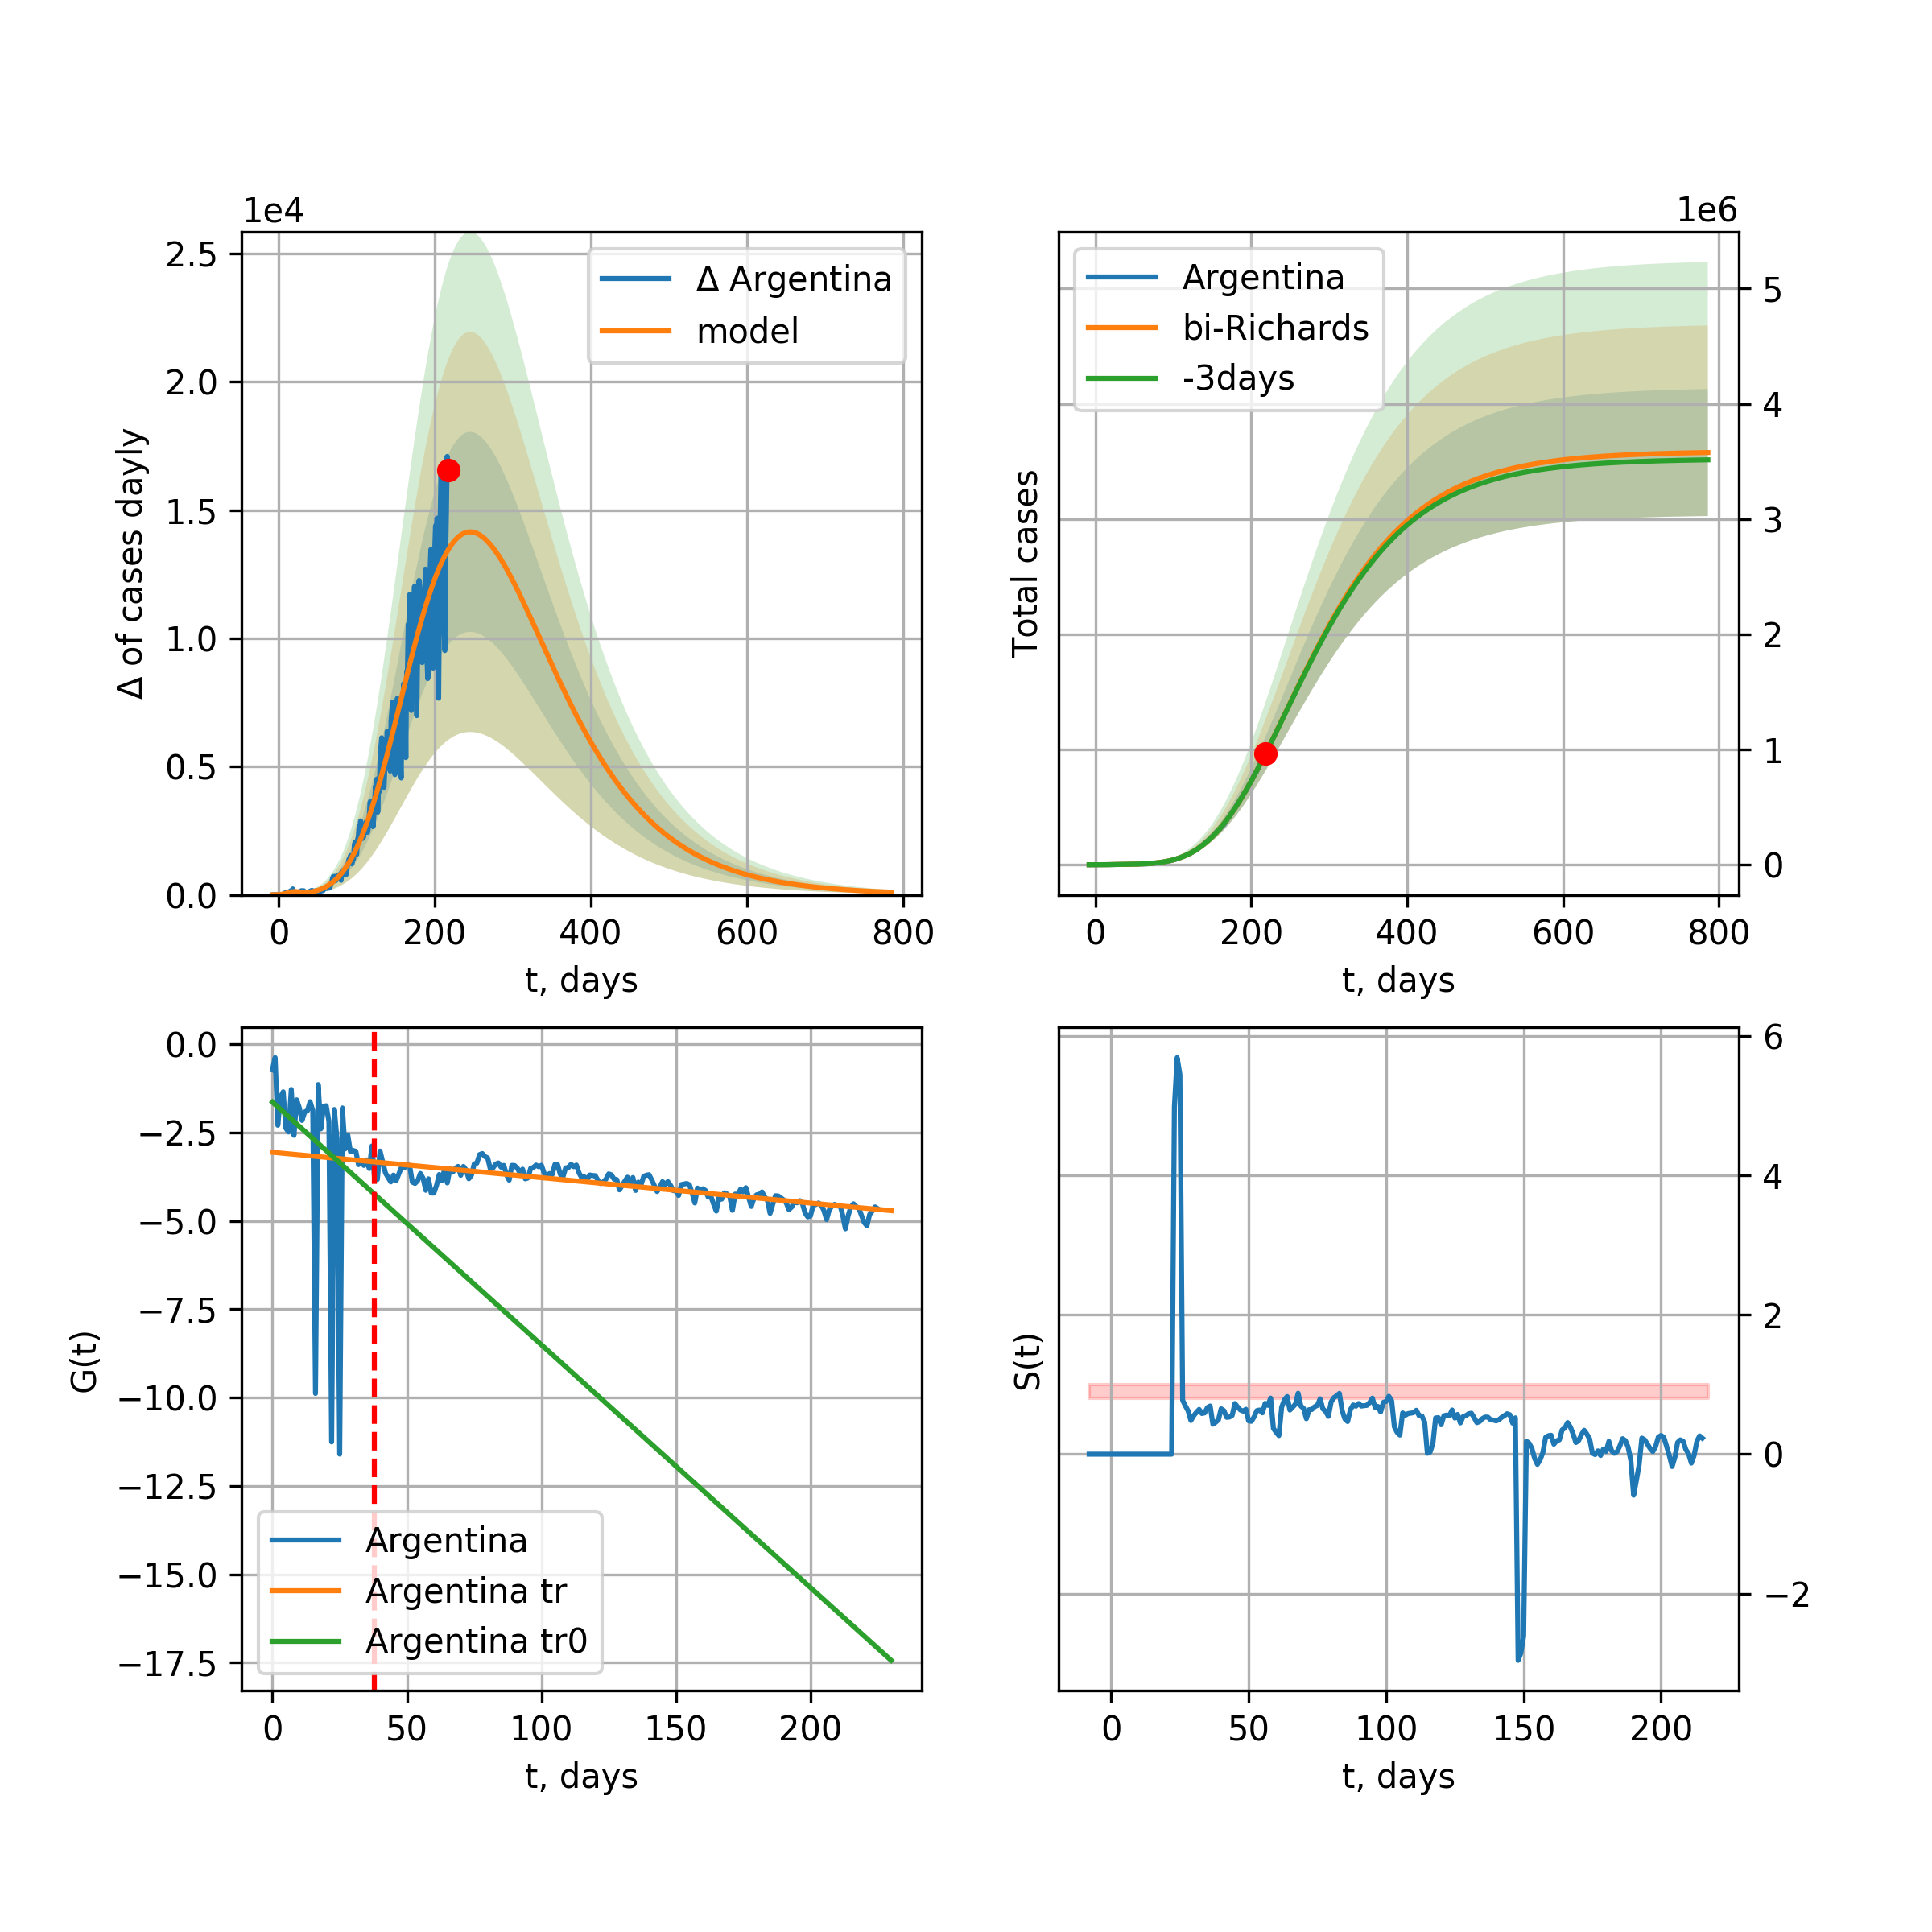 1e4
2.5
2.0
1.5
1.0
0.5
0.0
Δ of cases dayly
Δ Argentina
model
0 200 400 600 800
t, days
1e6
Argentina
bi-Richards
-3days
Total cases
5
4
3
2
1
0
0 200 400 600 800
t, days
0.0
−2.5
−5.0
−7.5
−10.0
−12.5
−15.0
−17.5
G(t)
Argentina
Argentina tr
Argentina tr0
0 50 100 150 200
t, days
S(t)
6
4
2
0
−2
0 50 100 150 200
t, days